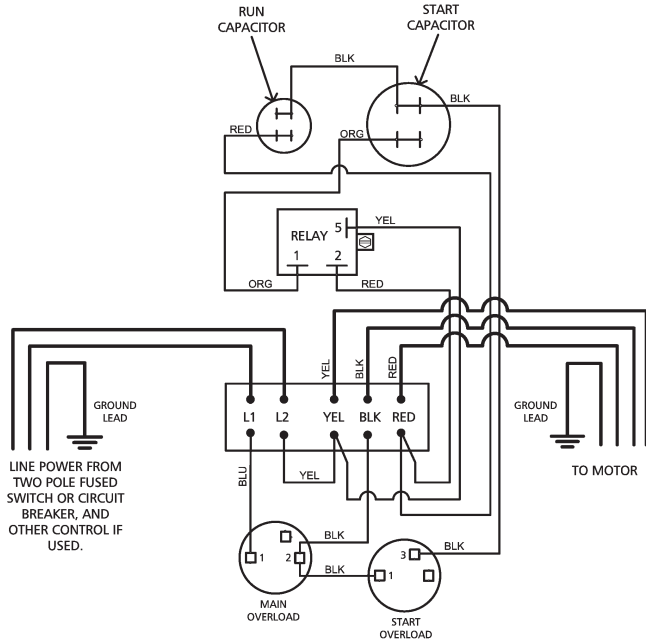 RUN
CAPACITOR
START
CAPACITOR
BLK
BLK
RED
ORG
YEL
RELAY
5
1
2
ORG
RED
YEL
BLK
RED
L1
L2
YEL
BLK
RED
GROUND
LEAD
GROUND
LEAD
LINE POWER FROM
TWO POLE FUSED
SWITCH OR CIRCUIT
BREAKER, AND
OTHER CONTROL IF
USED.
TO MOTOR
BLU
YEL
BLK
1
2
BLK
3
BLK
1
MAIN
OVERLOAD
START
OVERLOAD